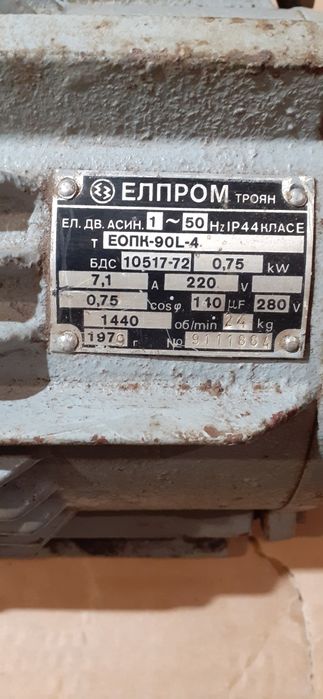 ЕЛПРОМ ТРОЯН
ЕЛ. ДВ. АСИН. 1 ~ 50 Hz IP44 КЛАС Е
Т ЕОПК-90L-4
БДС 10517-72 0,75 kW
7,1 A 220 V
0,75 cosφ 110 μF 280 V
1440 об/min 24 kg
г No 9111864